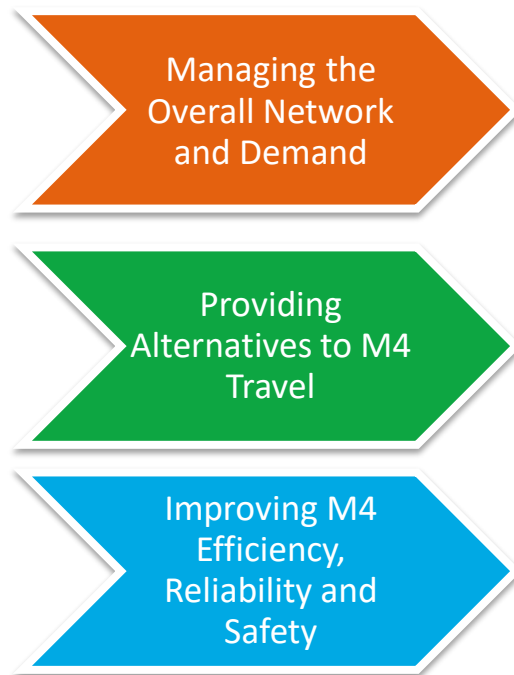 Managing the
Overall Network
and Demand
Providing
Alternatives to M4
Travel
Improving M4
Efficiency,
Reliability and
Safety